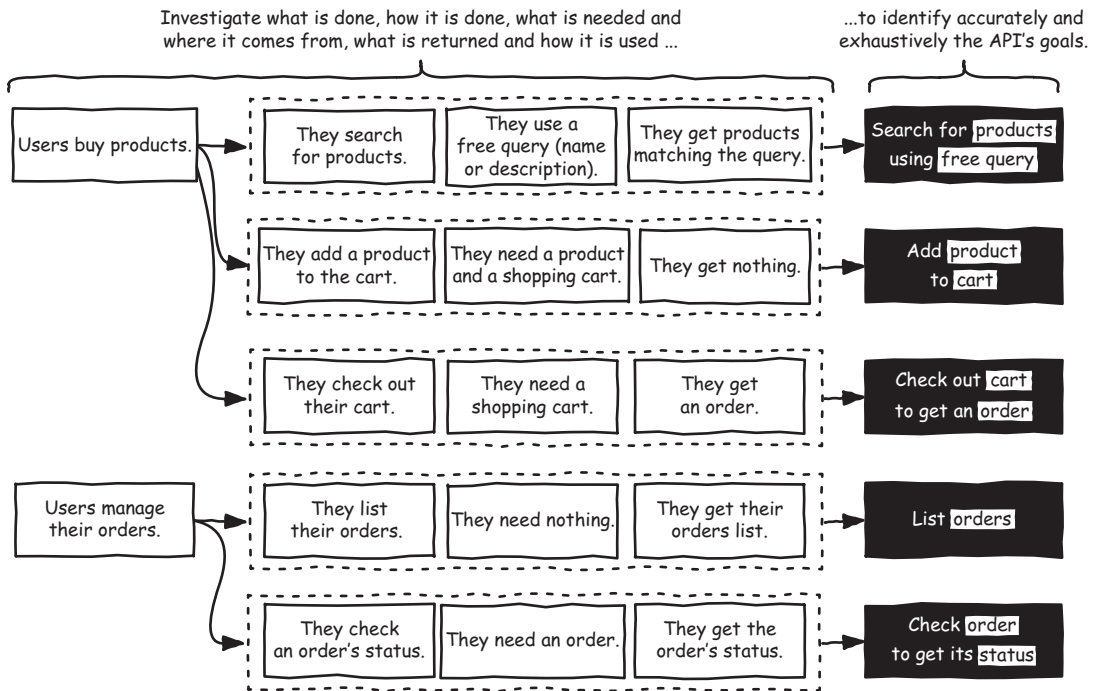 Investigate what is done, how it is done, what is needed and
where it comes from, what is returned and how it is used ...
...to identify accurately and
exhaustively the API's goals.
Users buy products.
They search
for products.
They use a
free query (name
or description).
They get products
matching the query.
Search for products
using free query
They add a product
to the cart.
They need a product
and a shopping cart.
They get nothing.
Add product
to cart
They check out
their cart.
They need a
shopping cart.
They get
an order.
Check out cart
to get an order
Users manage
their orders.
They list
their orders.
They need nothing.
They get their
orders list.
List orders
They check
an order's status.
They need an order.
They get the
order's status.
Check order
to get its status